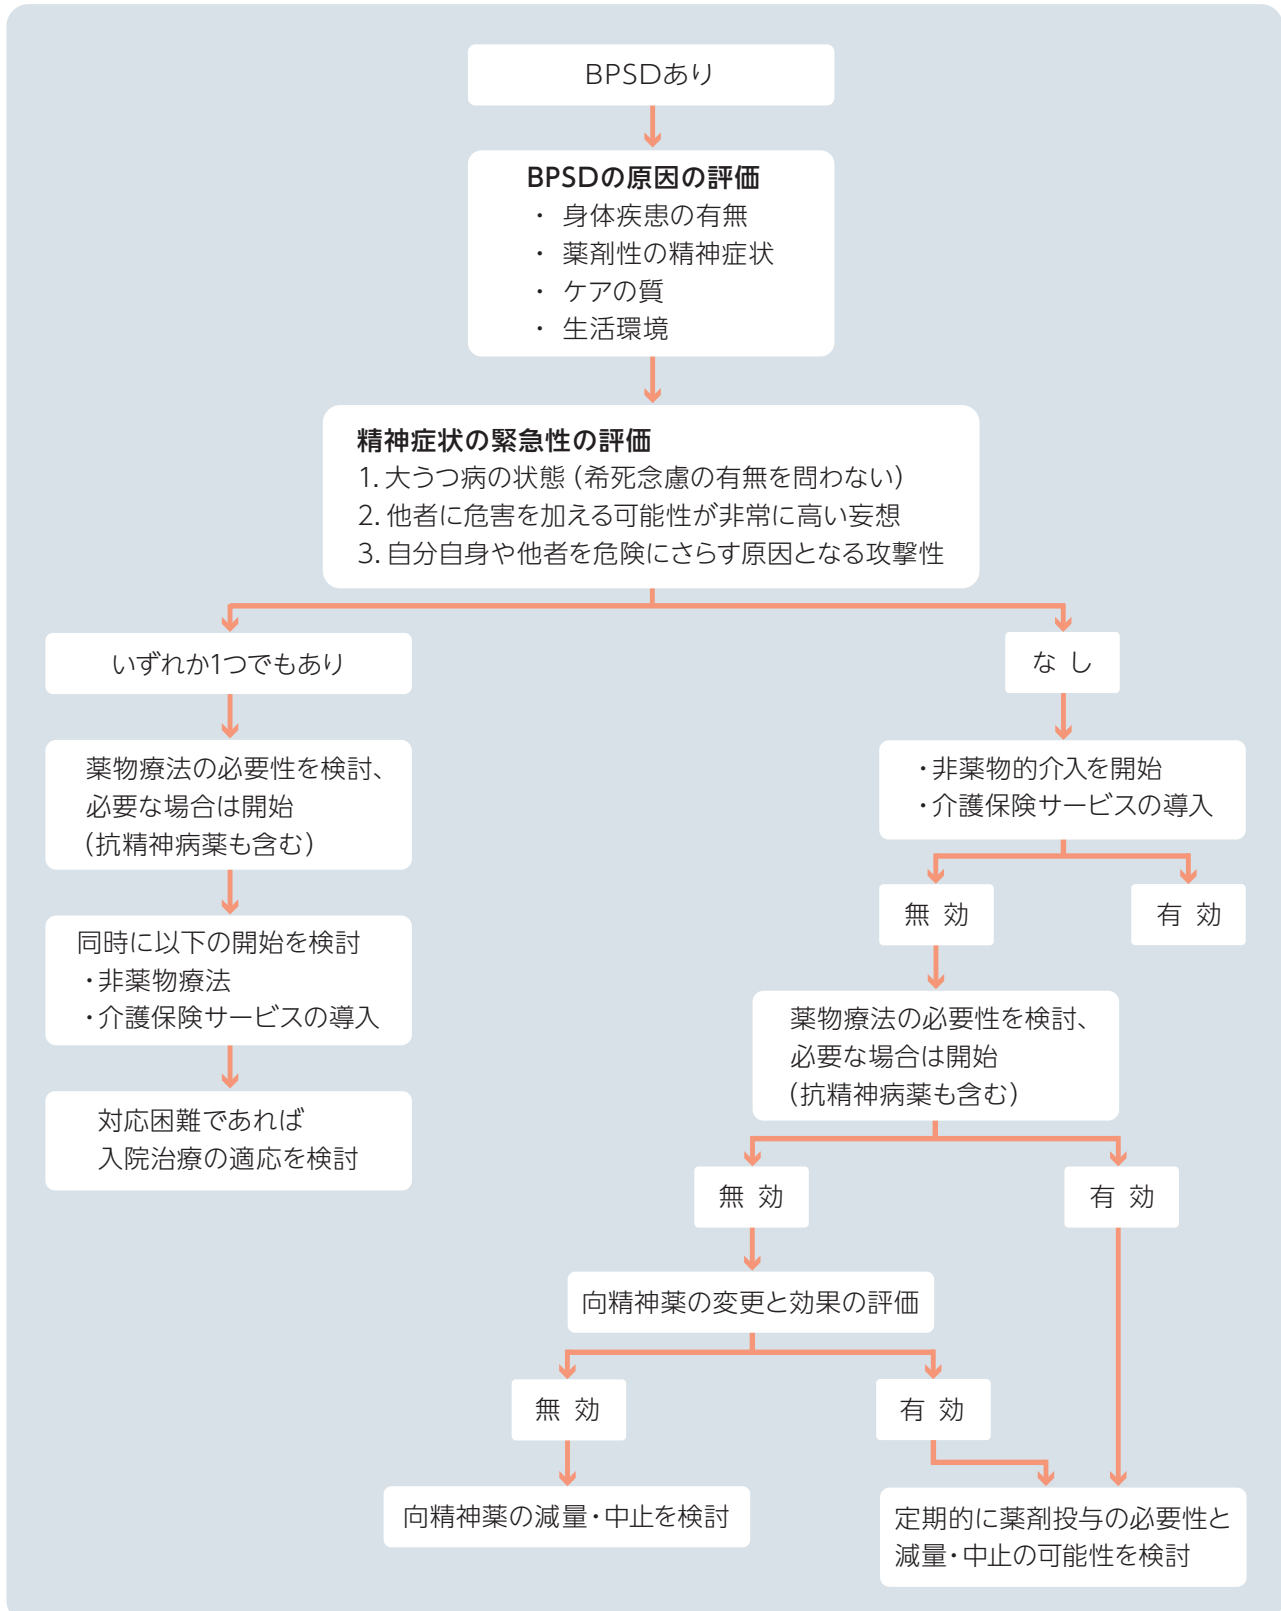 BPSDあり
BPSDの原因の評価
・ 身体疾患の有無
・ 薬剤性の精神症状
・ ケアの質
・ 生活環境
精神症状の緊急性の評価
1. 大うつ病の状態（希死念慮の有無を問わない）
2. 他者に危害を加える可能性が非常に高い妄想
3. 自分自身や他者を危険にさらす原因となる攻撃性
いずれか1つでもあり
薬物療法の必要性を検討、
必要な場合は開始
（抗精神病薬も含む）
同時に以下の開始を検討
・非薬物療法
・介護保険サービスの導入
対応困難であれば
入院治療の適応を検討
な し
・非薬物的介入を開始
・介護保険サービスの導入
無 効
有 効
薬物療法の必要性を検討、
必要な場合は開始
（抗精神病薬も含む）
無 効
有 効
向精神薬の変更と効果の評価
無 効
有 効
向精神薬の減量・中止を検討
定期的に薬剤投与の必要性と
減量・中止の可能性を検討